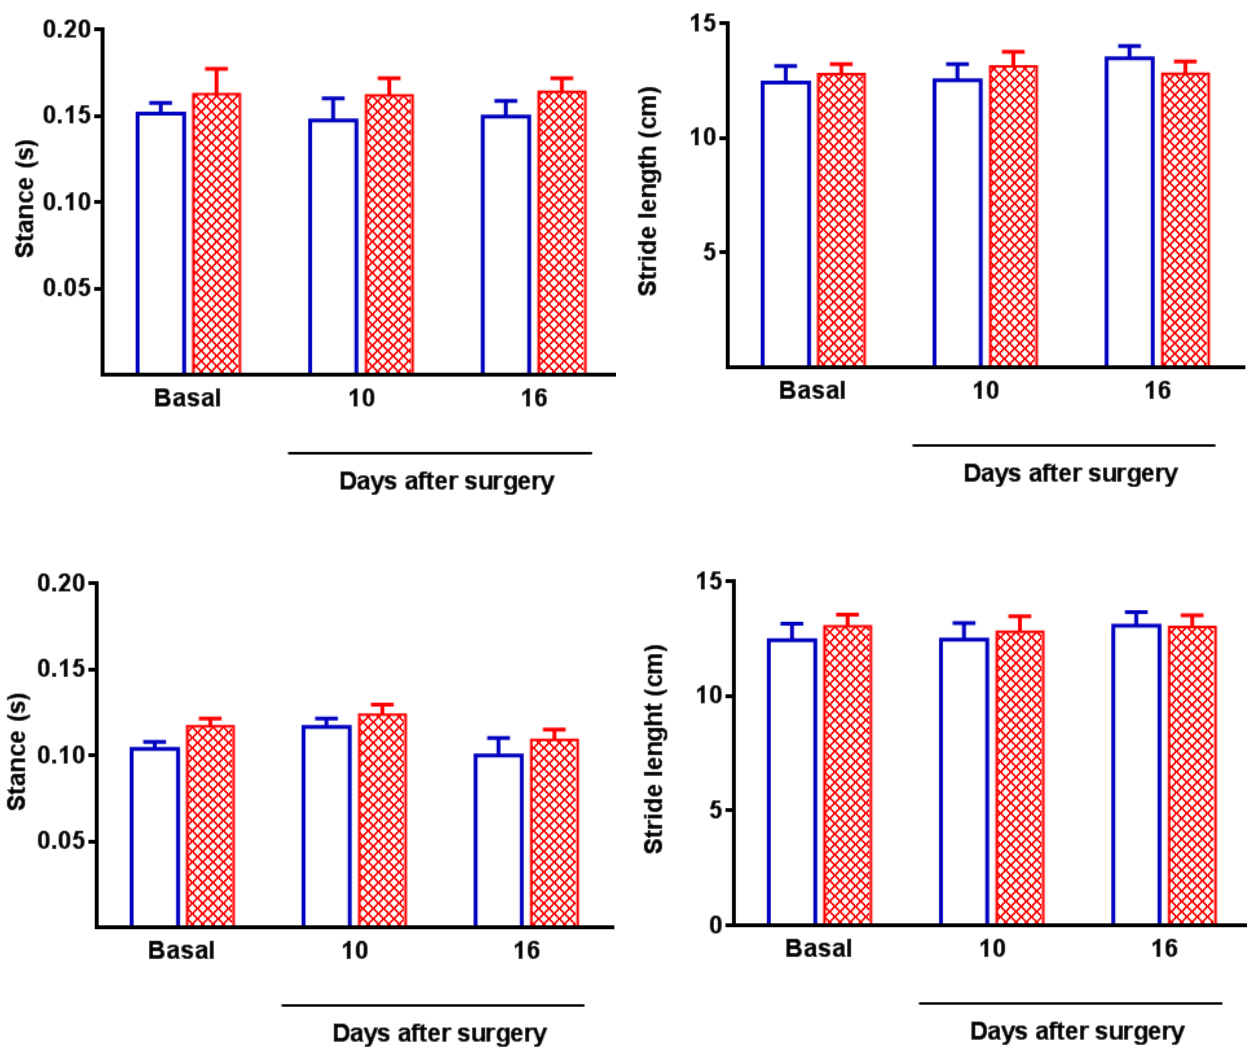 0.20
0.15
0.10
0.05
Stance (s)
Basal
10
16
Days after surgery
15
10
5
Stride length (cm)
Basal
10
16
Days after surgery
0.20
0.15
0.10
0.05
Stance (s)
Basal
10
16
Days after surgery
15
10
5
0
Stride lenght (cm)
Basal
10
16
Days after surgery